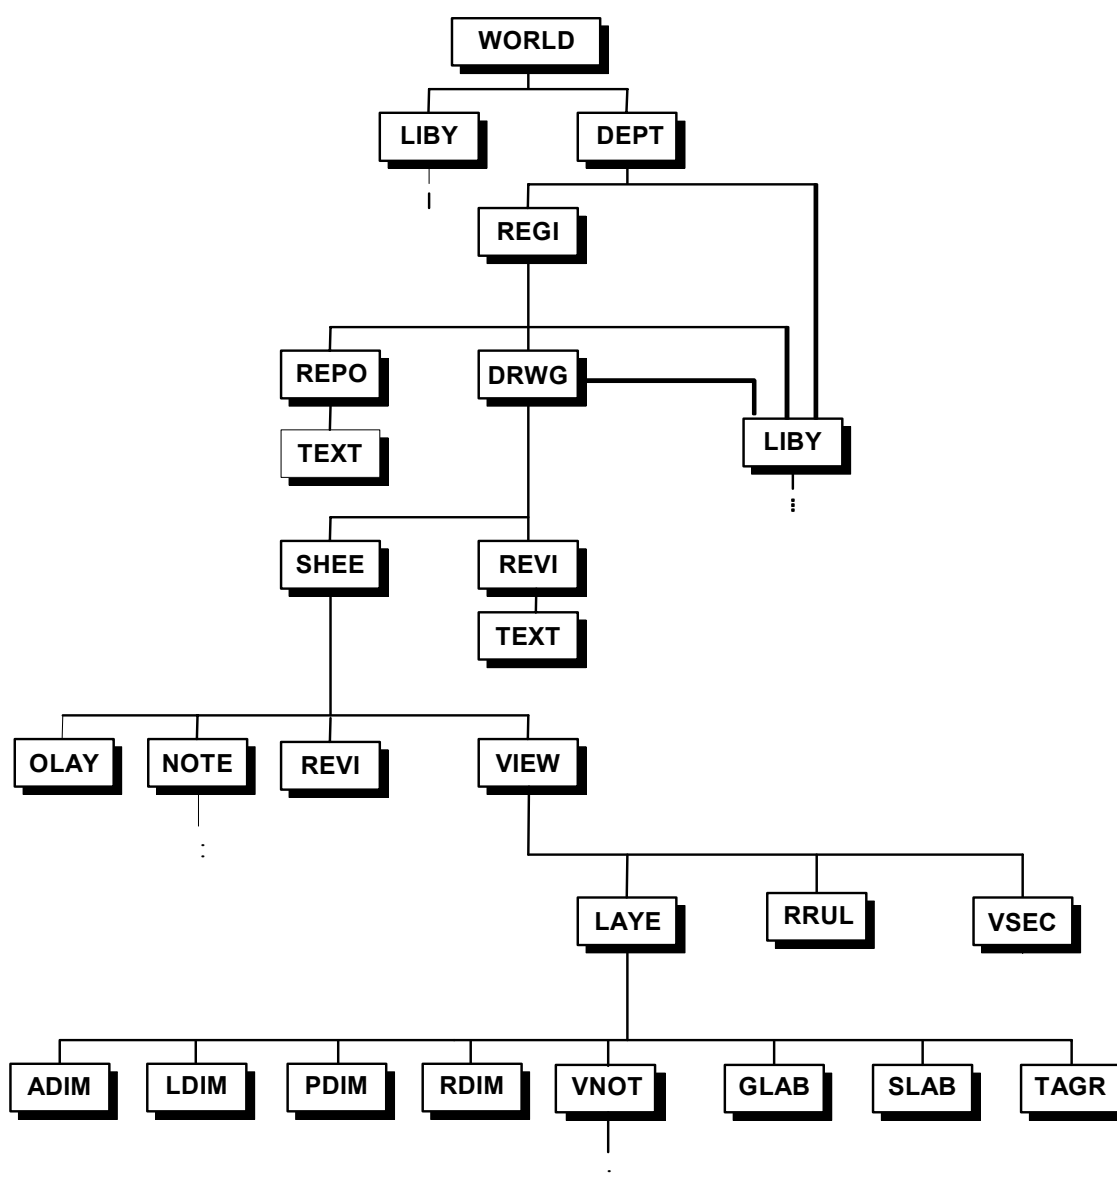 WORLD
LIBY
DEPT
REGI
REPO
DRWG
LIBY
TEXT
SHEE
REVI
TEXT
OLAY
NOTE
REVI
VIEW
LAYE
RRUL
VSEC
ADIM
LDIM
PDIM
RDIM
VNOT
GLAB
SLAB
TAGR